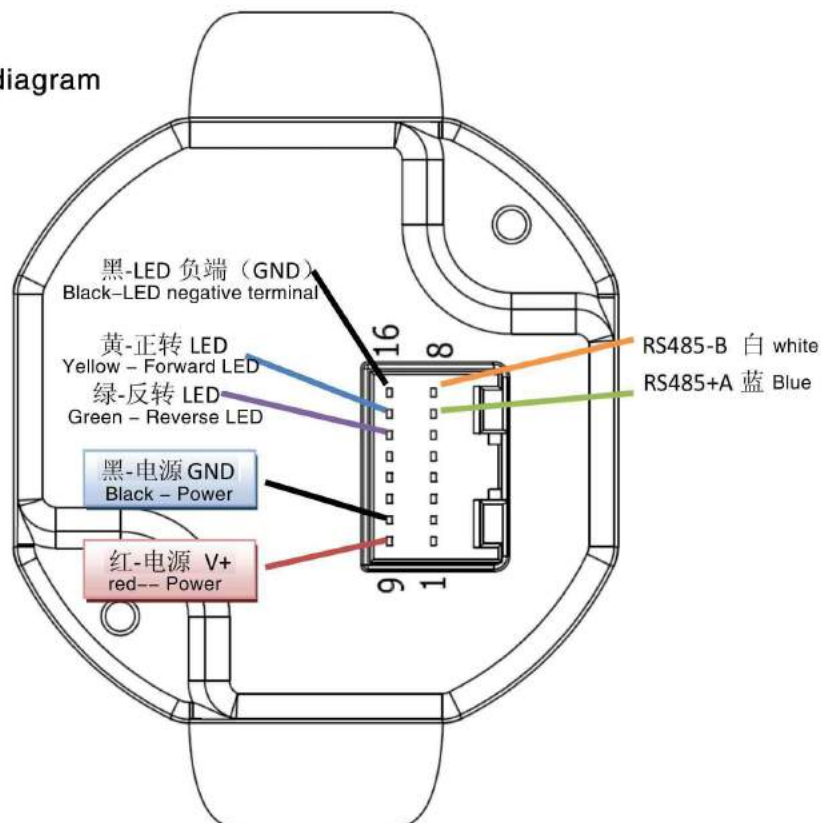 diagram
黑-LED 负端（GND）
Black-LED negative terminal
黄-正转 LED
Yellow – Forward LED
绿-反转 LED
Green – Reverse LED
黑-电源 GND
Black – Power
红-电源 V+
red-- Power
16
8
9
1
RS485-B 白 white
RS485+A 蓝 Blue